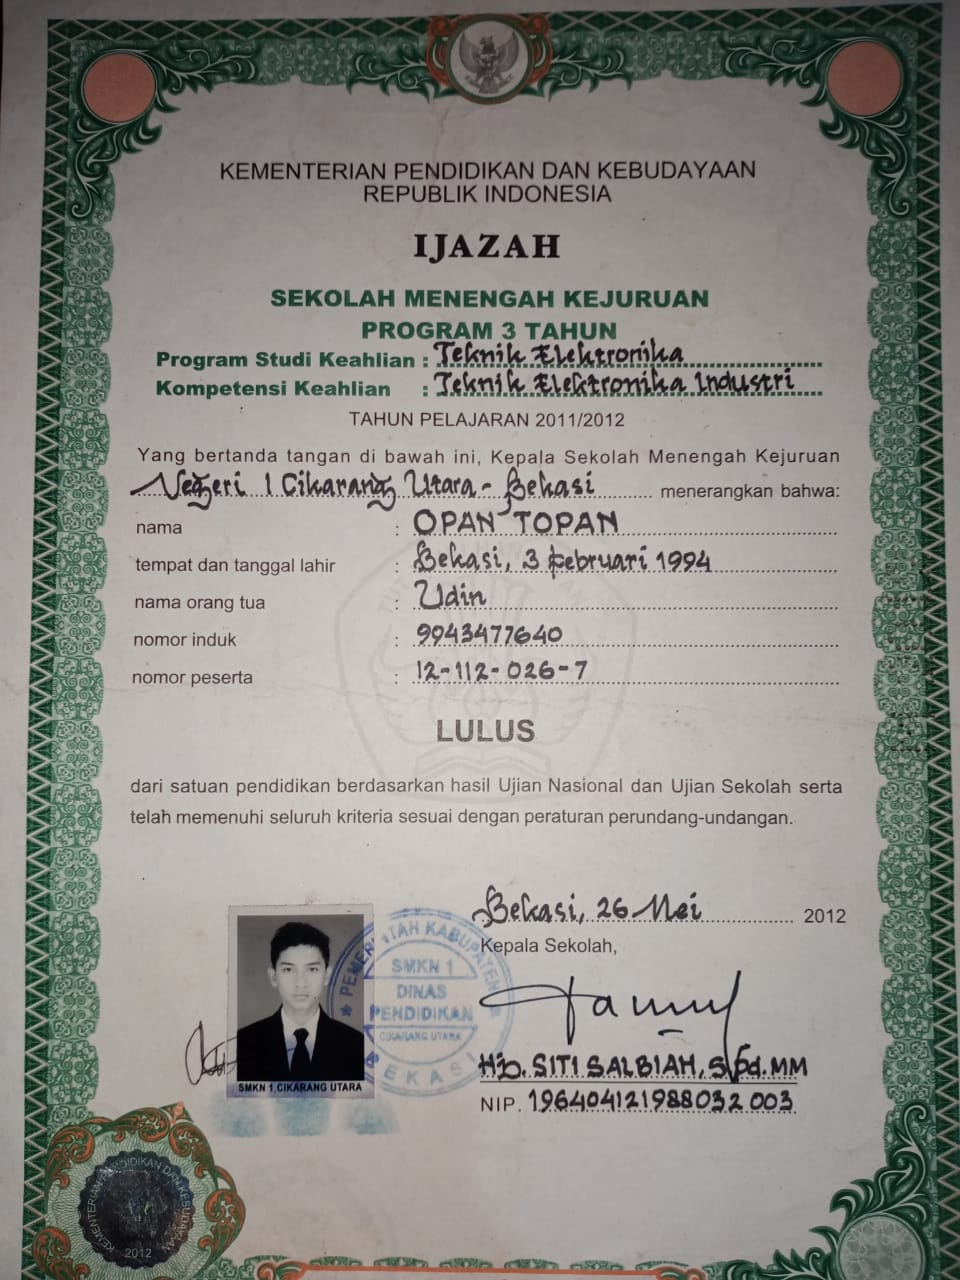 KEMENTERIAN PENDIDIKAN DAN KEBUDAYAAN
REPUBLIK INDONESIA
IJAZAH
SEKOLAH MENENGAH KEJURUAN
PROGRAM 3 TAHUN
Program Studi Keahlian : Teknik Elektronika
Kompetensi Keahlian : Teknik Elektronika Industri
TAHUN PELAJARAN 2011/2012
Yang bertanda tangan di bawah ini, Kepala Sekolah Menengah Kejuruan
Negeri 1 Cikarang Utara - Bekasi menerangkan bahwa:
nama : OPAN TOPAN
tempat dan tanggal lahir : Bekasi, 3 Februari 1994
nama orang tua : Udin
nomor induk : 9943477640
nomor peserta : 12-112-026-7
LULUS
dari satuan pendidikan berdasarkan hasil Ujian Nasional dan Ujian Sekolah serta
telah memenuhi seluruh kriteria sesuai dengan peraturan perundang-undangan.
Bekasi, 26 Mei 2012
Kepala Sekolah,
PEMERINTAH KABUPATEN
SMKN 1
DINAS
PENDIDIKAN
CIKARANG UTARA
BEKASI
SMKN 1 CIKARANG UTARA
Hj. SITI SALBIAH, S.Pd. MM
NIP. 196404121988032 003
KEMENTERIAN PENDIDIKAN DAN KEBUDAYAAN
2012